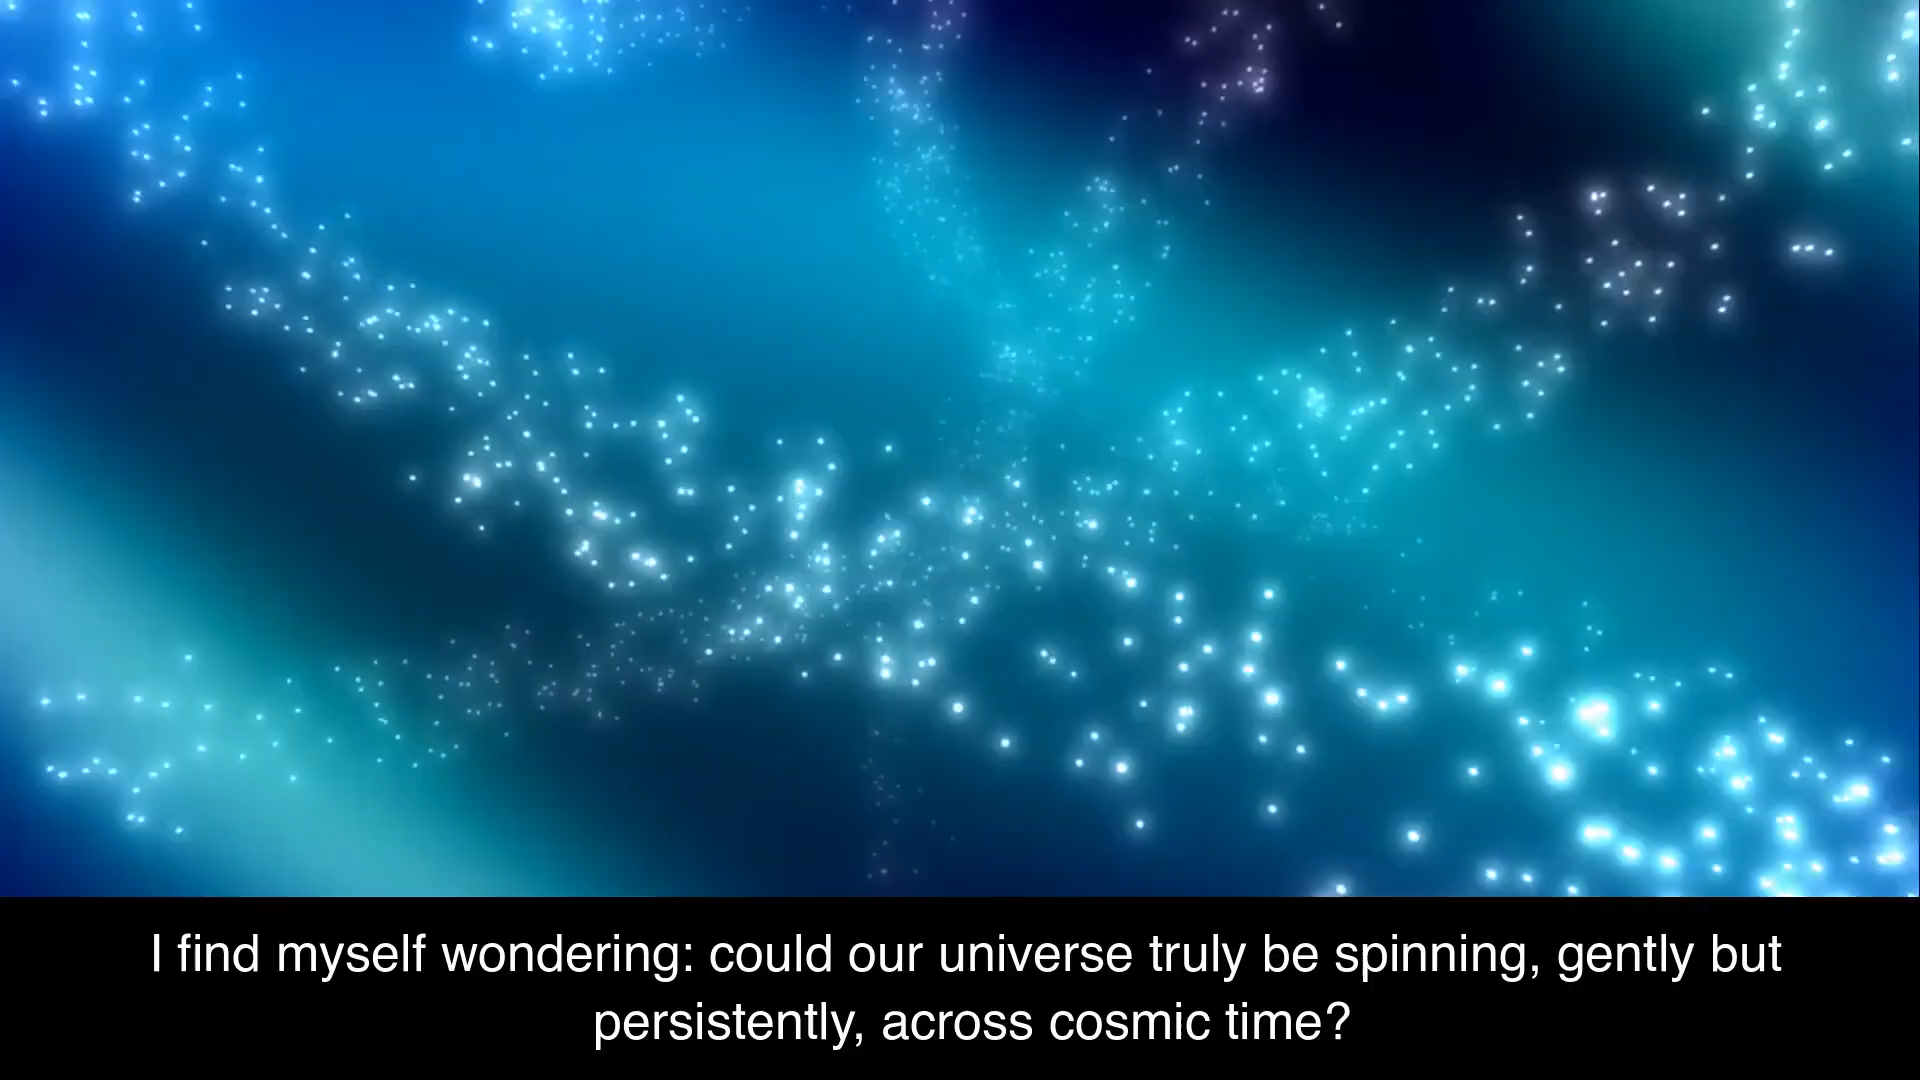 I find myself wondering: could our universe truly be spinning, gently but
persistently, across cosmic time?